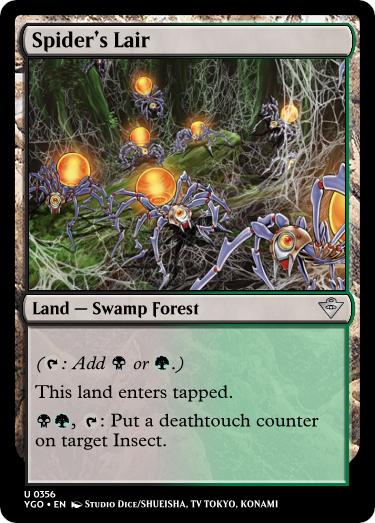 Spider's Lair
Land — Swamp Forest
(: Add or .)
This land enters tapped.
, : Put a deathtouch counter
on target Insect.
U 0356
YGO • EN Studio Dice/SHUEISHA, TV TOKYO, KONAMI